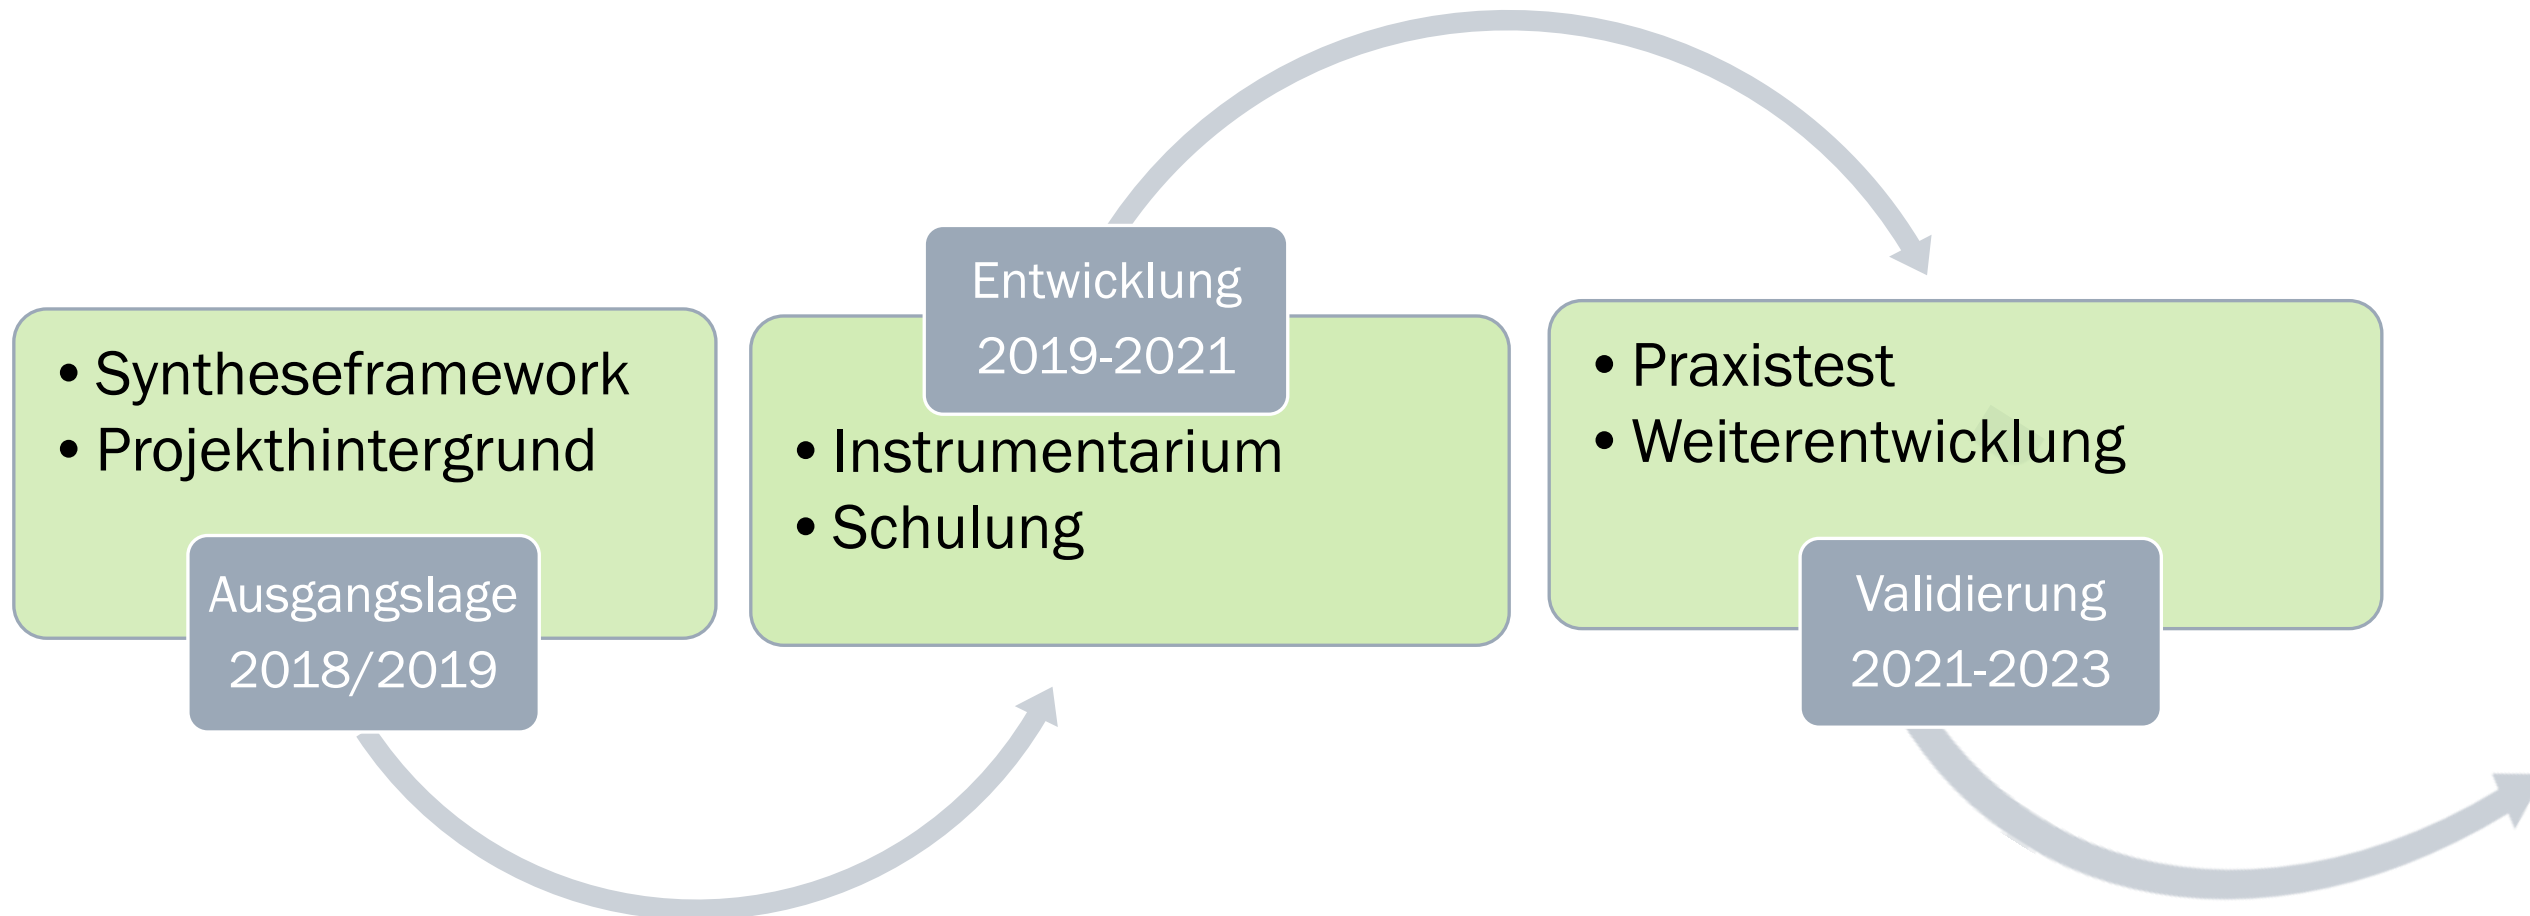 • Syntheseframework
• Projekthintergrund
Ausgangslage
2018/2019
Entwicklung
2019-2021
• Instrumentarium
• Schulung
• Praxistest
• Weiterentwicklung
Validierung
2021-2023